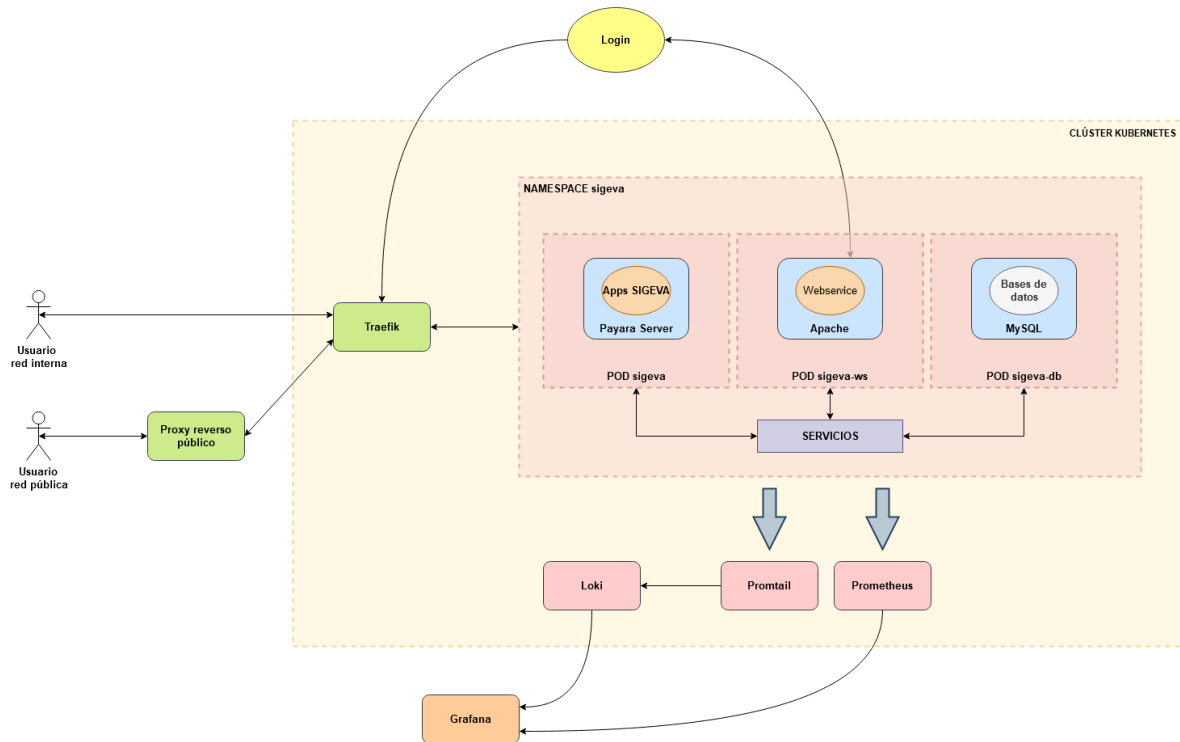 Login
CLÚSTER KUBERNETES
NAMESPACE sigeva
Apps SIGEVA
Payara Server
POD sigeva
Webservice
Apache
POD sigeva-ws
Bases de
datos
MySQL
POD sigeva-db
Traefik
Usuario
red interna
Proxy reverso
público
Usuario
red pública
SERVICIOS
Loki
Promtail
Prometheus
Grafana